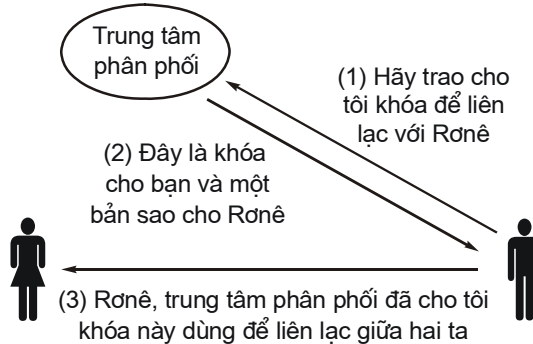 Trung tâm
phân phối
(1) Hãy trao cho
tôi khóa để liên
lạc với Rơnê
(2) Đây là khóa
cho bạn và một
bản sao cho Rơnê
(3) Rơnê, trung tâm phân phối đã cho tôi
khóa này dùng để liên lạc giữa hai ta